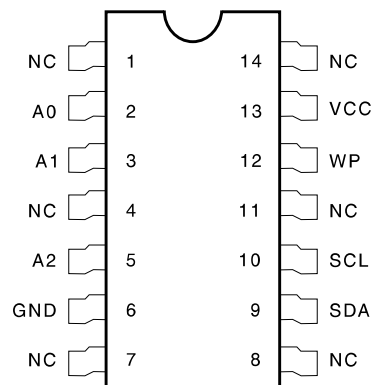 NC 1 14 NC
A0 2 13 VCC
A1 3 12 WP
NC 4 11 NC
A2 5 10 SCL
GND 6 9 SDA
NC 7 8 NC